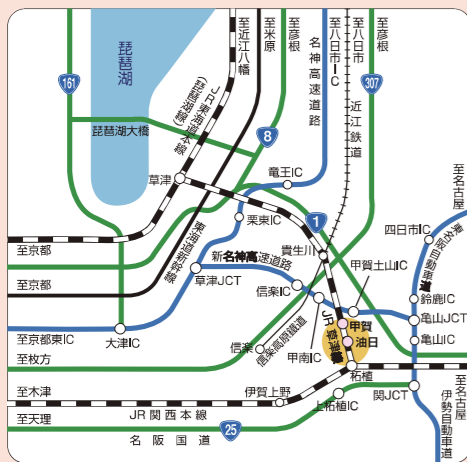 至近江八幡
至米原
至彦根
至八日市IC
至八日市
至彦根
琵琶湖
名神高速道路
近江鉄道
161
307
JR東海道本線
(琵琶湖線)
琵琶湖大橋
8
草津
竜王IC
至名古屋
栗東IC
1
四日市IC
東名阪自動車道
東海道新幹線
貴生川
至京都
新名神高速道路
甲賀土山IC
草津JCT
信楽IC
鈴鹿IC
至京都
亀山JCT
至京都東IC
大津IC
信楽
信楽高原鐵道
甲南IC
JR草津線
甲賀
油日
亀山IC
至枚方
柘植
至木津
伊賀上野
上柘植IC
関JCT
至名古屋
伊勢自動車道
至天理
JR関西本線
25
名阪国道